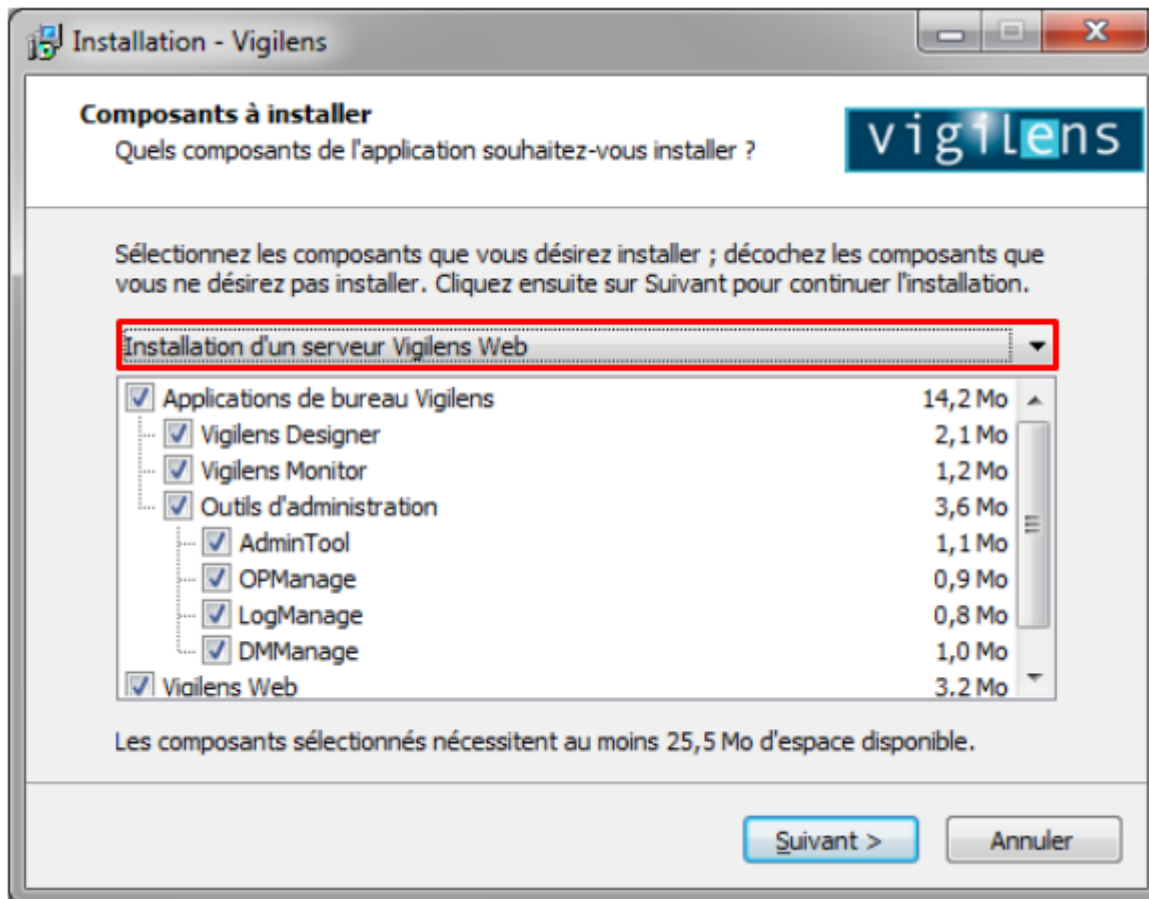 Installation - Vigilens
Composants à installer
Quels composants de l'application souhaitez-vous installer ?
vigilens
Sélectionnez les composants que vous désirez installer ; décochez les composants que
vous ne désirez pas installer. Cliquez ensuite sur Suivant pour continuer l'installation.
Installation d'un serveur Vigilens Web
Applications de bureau Vigilens 14,2 Mo
Vigilens Designer 2,1 Mo
Vigilens Monitor 1,2 Mo
Outils d'administration 3,6 Mo
AdminTool 1,1 Mo
OPManage 0,9 Mo
LogManage 0,8 Mo
DMManage 1,0 Mo
Vigilens Web 3,2 Mo
Les composants sélectionnés nécessitent au moins 25,5 Mo d'espace disponible.
Suivant > Annuler